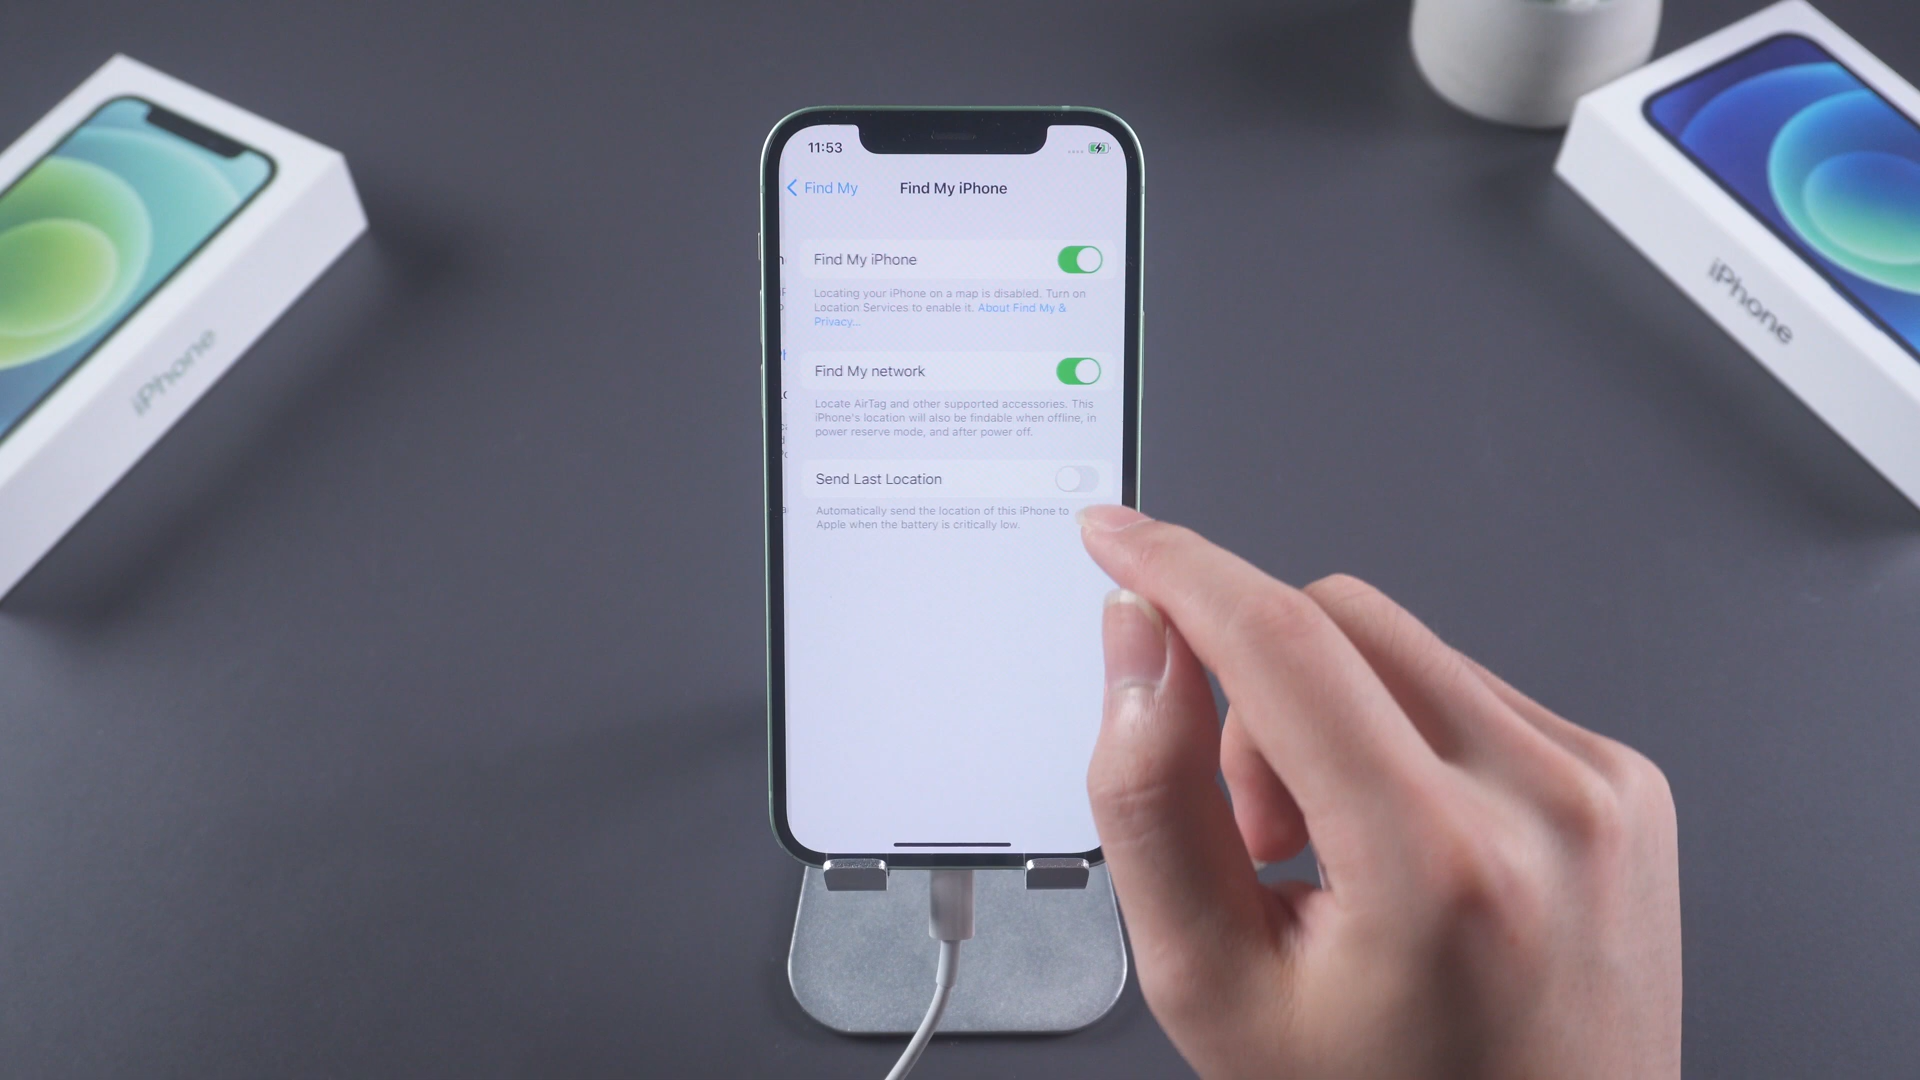 11:53
Find My
Find My iPhone
Find My iPhone
Locating your iPhone on a map is disabled. Turn on
Location Services to enable it. About Find My &
Privacy...
Find My network
Locate AirTag and other supported accessories. This
iPhone's location will also be findable when offline, in
power reserve mode, and after power off.
Send Last Location
Automatically send the location of this iPhone to
Apple when the battery is critically low.
iPhone
iPhone